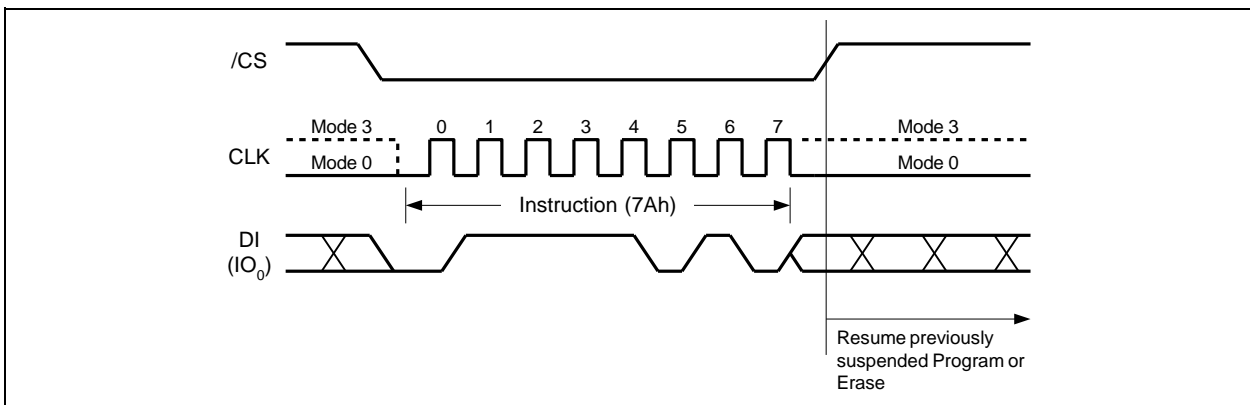 /CS
Mode 3 0 1 2 3 4 5 6 7 Mode 3
CLK
Mode 0 Mode 0
Instruction (7Ah)
DI
(IO0)
Resume previously
suspended Program or
Erase